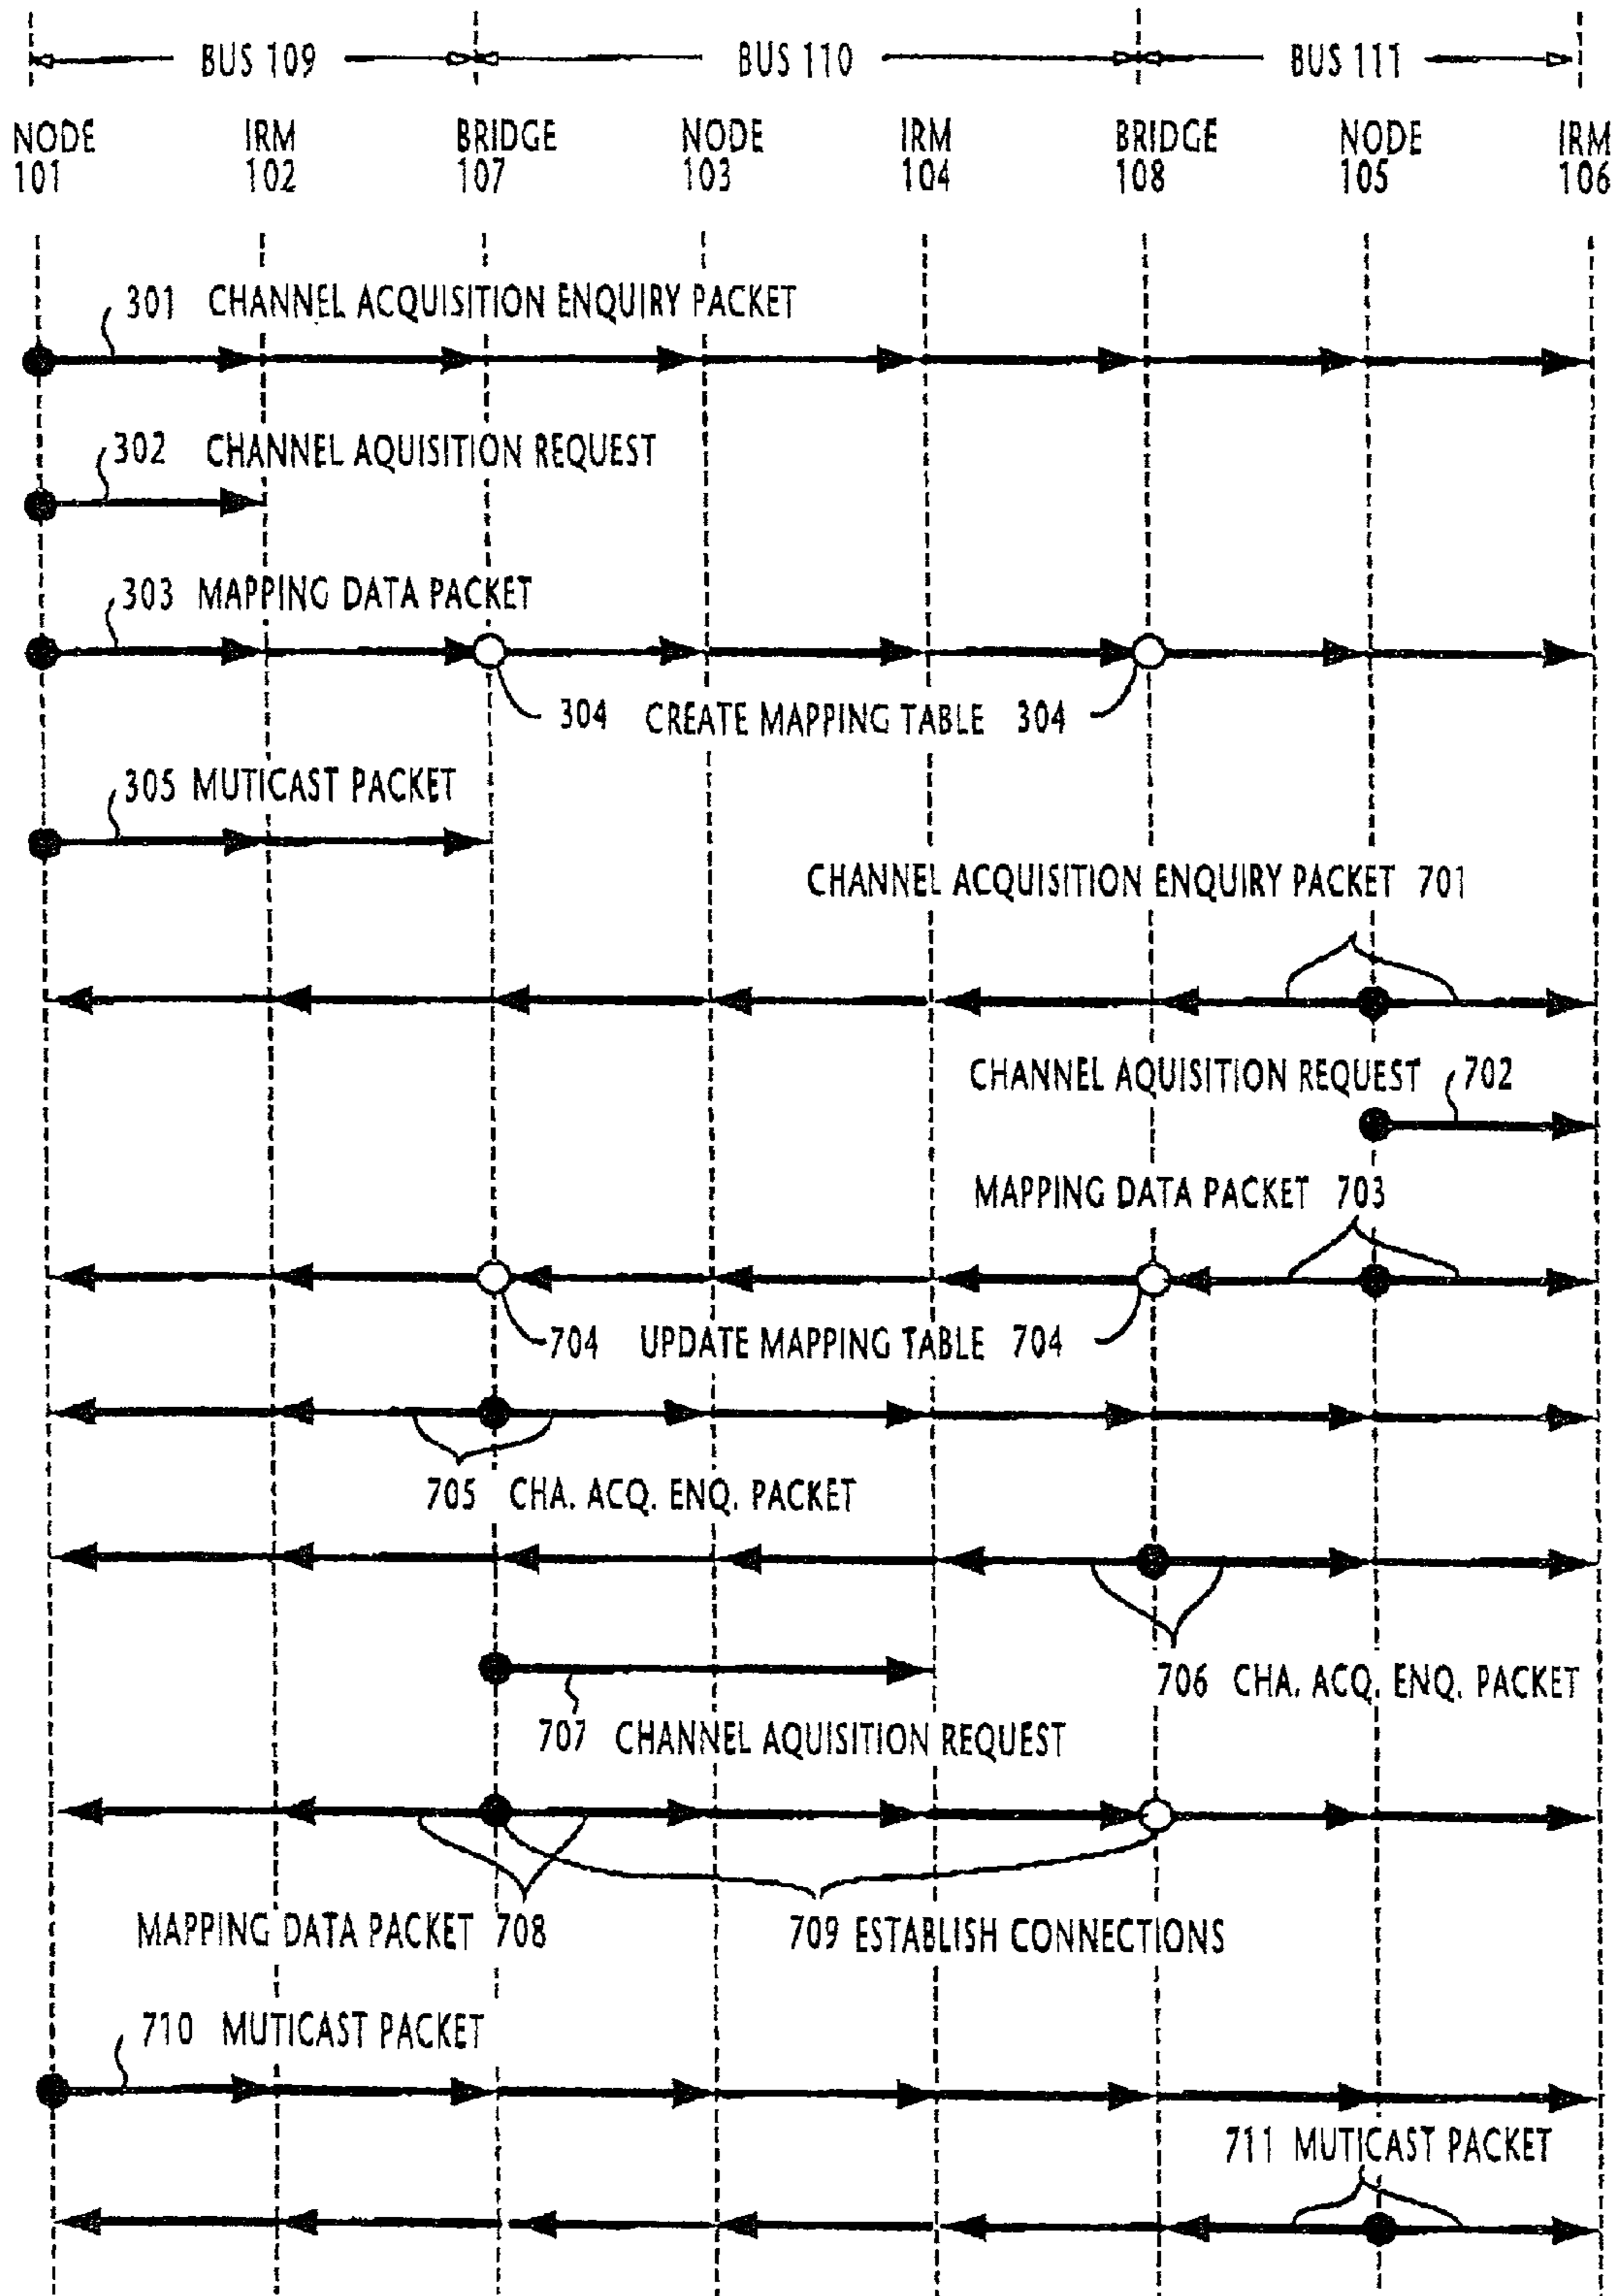 BUS 109 BUS 110 BUS 111
NODE 101 IRM 102 BRIDGE 107 NODE 103 IRM 104 BRIDGE 108 NODE 105 IRM 106
301 CHANNEL ACQUISITION ENQUIRY PACKET
302 CHANNEL AQUISITION REQUEST
303 MAPPING DATA PACKET
304 CREATE MAPPING TABLE 304
305 MUTICAST PACKET
CHANNEL ACQUISITION ENQUIRY PACKET 701
CHANNEL AQUISITION REQUEST 702
MAPPING DATA PACKET 703
704 UPDATE MAPPING TABLE 704
705 CHA. ACQ. ENQ. PACKET
706 CHA. ACQ. ENQ. PACKET
707 CHANNEL AQUISITION REQUEST
MAPPING DATA PACKET 708 709 ESTABLISH CONNECTIONS
710 MUTICAST PACKET
711 MUTICAST PACKET